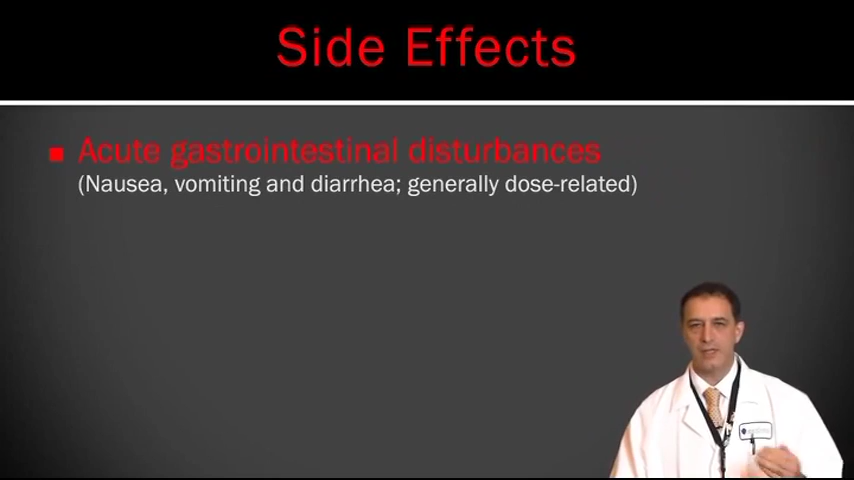 Side Effects
Acute gastrointestinal disturbances
(Nausea, vomiting and diarrhea; generally dose-related)